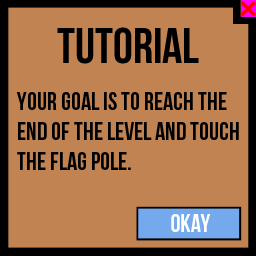 TUTORIAL
YOUR GOAL IS TO REACH THE
END OF THE LEVEL AND TOUCH
THE FLAG POLE.
OKAY